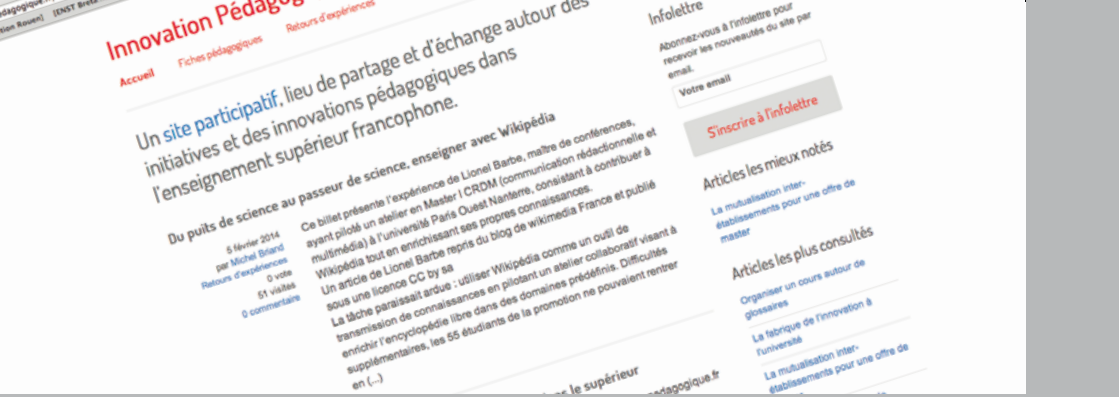 tion Rouen] [ENST
Innovation
Accueil
Fiches pédagogiques
Retours d'expériences
Un site participatif, lieu de partage et d'échange autour des
initiatives et des innovations pédagogiques dans
l'enseignement supérieur francophone.
Du puits de science au passeur de science, enseigner avec Wikipédia
5 février 2014
par Michel Briand
Retours d'expériences
0 vote
51 visites
0 commentaire
Ce billet présente l'expérience de Lionel Barbe, maître de conférences,
ayant piloté un atelier en Master I CRDM (communication rédactionnelle et
multimédia) à l'université Paris Ouest Nanterre, consistant à contribuer à
Wikipédia tout en enrichissant ses propres connaissances.
Un article de Lionel Barbe repris du blog de wikimedia France et publié
sous une licence CC by sa
La tâche paraissait ardue : utiliser Wikipédia comme un outil de
transmission de connaissances en pilotant un atelier collaboratif visant à
enrichir l'encyclopédie libre dans des domaines prédéfinis. Difficultés
supplémentaires, les 55 étudiants de la promotion ne pouvaient rentrer
en (...)
le supérieur
pedagogique.fr
Infolettre
Abonnez-vous à l'infolettre pour
recevoir les nouveautés du site par
email.
Votre email
S'inscrire à l'infolettre
Articles les mieux notés
La mutualisation inter-
établissements pour une offre de
master
Articles les plus consultés
Organiser un cours autour de
glossaires
La fabrique de l'innovation à
l'université
La mutualisation inter-
établissements pour une offre de